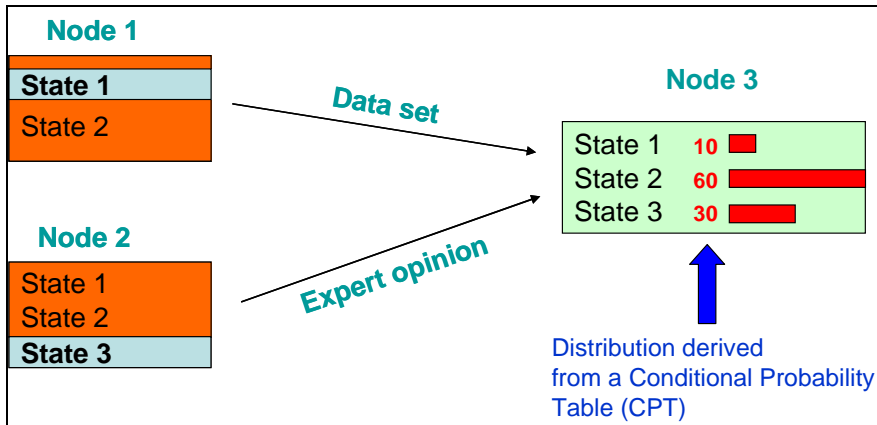 Node 1
State 1
State 2
Data set
Node 3
State 1 10
State 2 60
State 3 30
Node 2
State 1
State 2
State 3
Expert opinion
Distribution derived
from a Conditional Probability
Table (CPT)